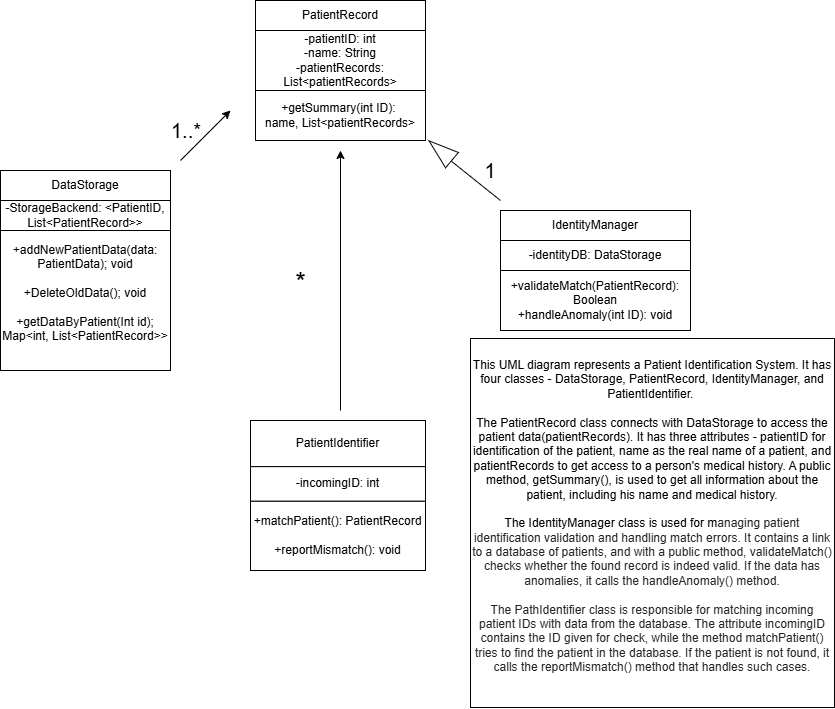 PatientRecord
-patientID: int
-name: String
-patientRecords:
List<patientRecords>
+getSummary(int ID):
name, List<patientRecords>
1..*
1
DataStorage
-StorageBackend: <PatientID,
List<PatientRecord>>
+addNewPatientData(data:
PatientData); void
+DeleteOldData(); void
+getDataByPatient(Int id);
Map<int, List<PatientRecord>>
*
IdentityManager
-identityDB: DataStorage
+validateMatch(PatientRecord):
Boolean
+handleAnomaly(int ID): void
PatientIdentifier
-incomingID: int
+matchPatient(): PatientRecord
+reportMismatch(): void
This UML diagram represents a Patient Identification System. It has
four classes - DataStorage, PatientRecord, IdentityManager, and
PatientIdentifier.
The PatientRecord class connects with DataStorage to access the
patient data(patientRecords). It has three attributes - patientID for
identification of the patient, name as the real name of a patient, and
patientRecords to get access to a person's medical history. A public
method, getSummary(), is used to get all information about the
patient, including his name and medical history.
The IdentityManager class is used for managing patient
identification validation and handling match errors. It contains a link
to a database of patients, and with a public method, validateMatch()
checks whether the found record is indeed valid. If the data has
anomalies, it calls the handleAnomaly() method.
The PathIdentifier class is responsible for matching incoming
patient IDs with data from the database. The attribute incomingID
contains the ID given for check, while the method matchPatient()
tries to find the patient in the database. If the patient is not found, it
calls the reportMismatch() method that handles such cases.